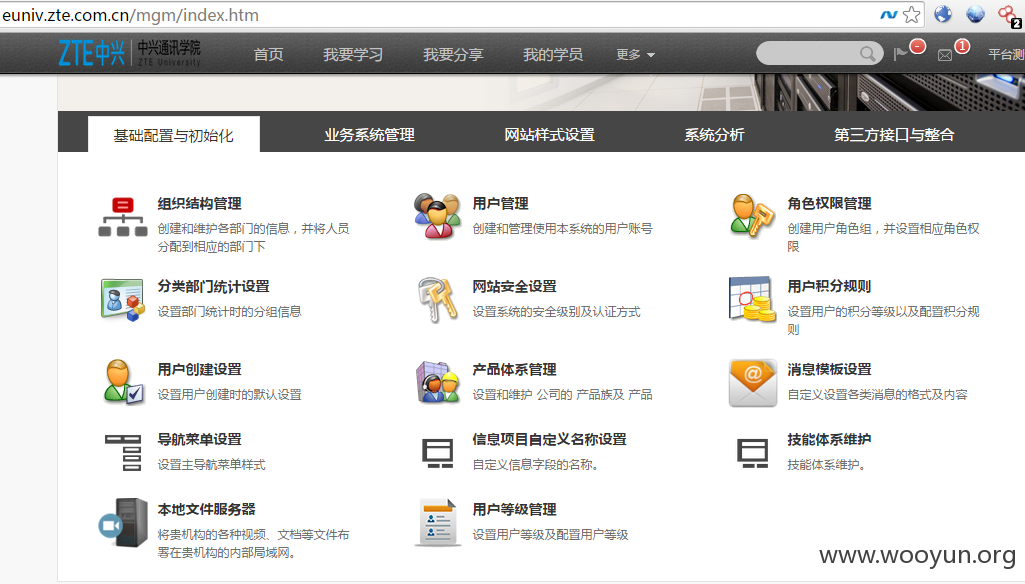 euniv.zte.com.cn/mgm/index.htm
2
ZTE中兴 中兴通讯学院 ZTE University 首页 我要学习 我要分享 我的学员 更多 - 1 平台测
基础配置与初始化 业务系统管理 网站样式设置 系统分析 第三方接口与整合
组织结构管理
创建和维护各部门的信息，并将人员
分配到相应的部门下
用户管理
创建和管理使用本系统的用户账号
角色权限管理
创建用户角色组，并设置相应角色权
限
分类部门统计设置
设置部门统计时的分组信息
网站安全设置
设置系统的安全级别及认证方式
用户积分规则
设置用户的积分等级以及配置积分规
则
用户创建设置
设置用户创建时的默认设置
产品体系管理
设置和维护 公司的 产品族及 产品
消息模板设置
自定义设置各类消息的格式及内容
导航菜单设置
设置主导航菜单样式
信息项目自定义名称设置
自定义信息字段的名称。
技能体系维护
技能体系维护。
本地文件服务器
将贵机构的各种视频、文档等文件布
署在贵机构的内部局域网。
用户等级管理
设置用户等级及配置用户等级
www.wooyun.org